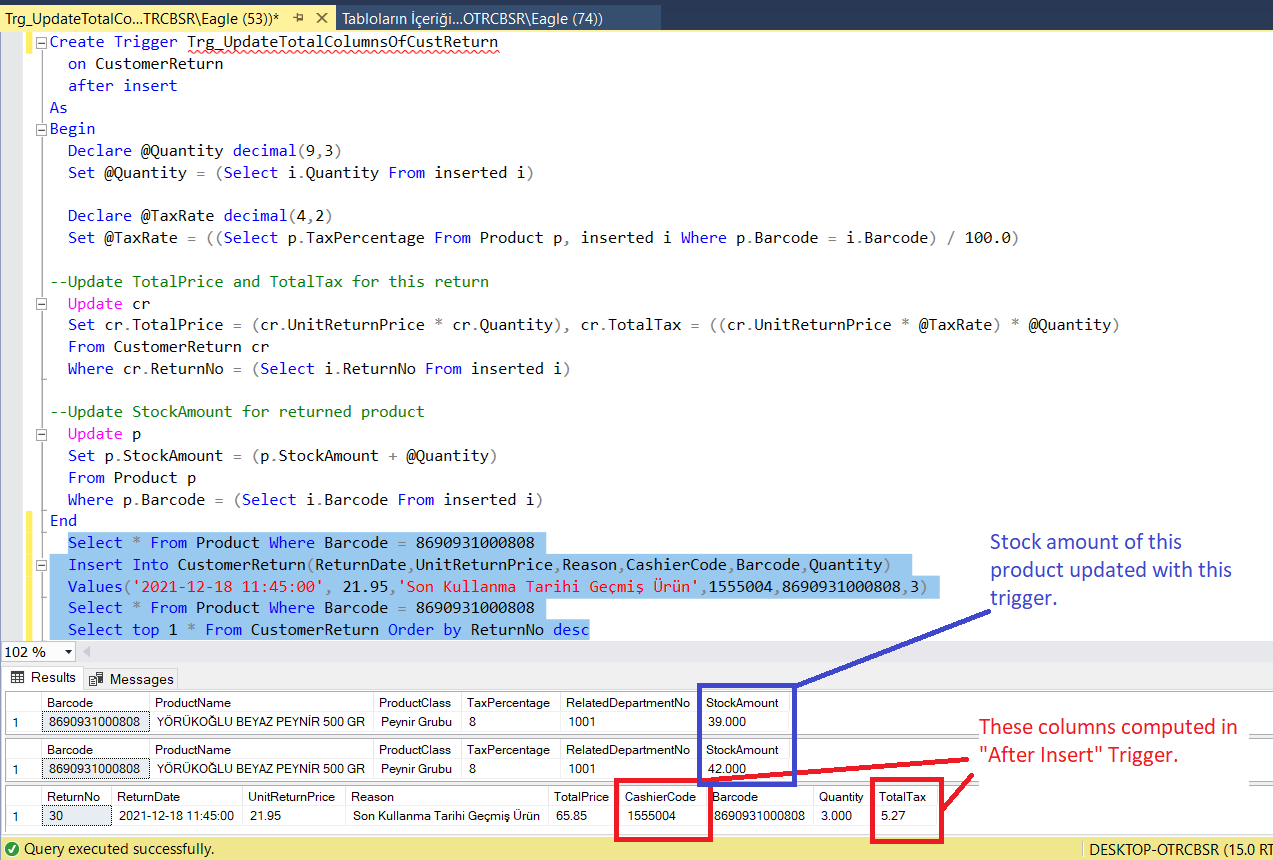 Trg_UpdateTotalCo...TRCBSR\Eagle (53))* Tabloların İçeriği...OTRCBSR\Eagle (74))
Create Trigger Trg_UpdateTotalColumnsOfCustReturn
on CustomerReturn
after insert
As
Begin
Declare @Quantity decimal(9,3)
Set @Quantity = (Select i.Quantity From inserted i)
Declare @TaxRate decimal(4,2)
Set @TaxRate = ((Select p.TaxPercentage From Product p, inserted i Where p.Barcode = i.Barcode) / 100.0)
--Update TotalPrice and TotalTax for this return
Update cr
Set cr.TotalPrice = (cr.UnitReturnPrice * cr.Quantity), cr.TotalTax = ((cr.UnitReturnPrice * @TaxRate) * @Quantity)
From CustomerReturn cr
Where cr.ReturnNo = (Select i.ReturnNo From inserted i)
--Update StockAmount for returned product
Update p
Set p.StockAmount = (p.StockAmount + @Quantity)
From Product p
Where p.Barcode = (Select i.Barcode From inserted i)
End
Select * From Product Where Barcode = 8690931000808
Insert Into CustomerReturn(ReturnDate,UnitReturnPrice,Reason,CashierCode,Barcode,Quantity)
Values('2021-12-18 11:45:00', 21.95,'Son Kullanma Tarihi Geçmiş Ürün',1555004,8690931000808,3)
Select * From Product Where Barcode = 8690931000808
Select top 1 * From CustomerReturn Order by ReturnNo desc
Stock amount of this
product updated with this
trigger.
102 %
Results Messages
Barcode ProductName ProductClass TaxPercentage RelatedDepartmentNo StockAmount
1 8690931000808 YÖRÜKOĞLU BEYAZ PEYNİR 500 GR Peynir Grubu 8 1001 39.000
Barcode ProductName ProductClass TaxPercentage RelatedDepartmentNo StockAmount
1 8690931000808 YÖRÜKOĞLU BEYAZ PEYNİR 500 GR Peynir Grubu 8 1001 42.000
These columns computed in
"After Insert" Trigger.
ReturnNo ReturnDate UnitReturnPrice Reason TotalPrice CashierCode Barcode Quantity TotalTax
1 30 2021-12-18 11:45:00 21.95 Son Kullanma Tarihi Geçmiş Ürün 65.85 1555004 8690931000808 3.000 5.27
Query executed successfully. DESKTOP-OTRCBSR (15.0 RT